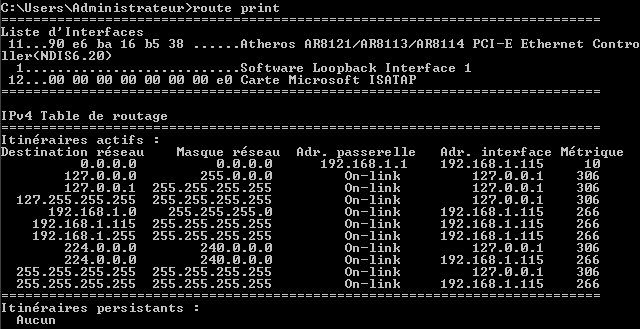 C:\Users\Administrateur>route print
===========================================================================
Liste d'Interfaces
 11...90 e6 ba 16 b5 38 ......Atheros AR8121/AR8113/AR8114 PCI-E Ethernet Contro
ller(NDIS6.20)
  1...........................Software Loopback Interface 1
 12...00 00 00 00 00 00 00 e0 Carte Microsoft ISATAP
===========================================================================
IPv4 Table de routage
===========================================================================
Itinéraires actifs :
Destination réseau    Masque réseau  Adr. passerelle   Adr. interface Métrique
          0.0.0.0          0.0.0.0      192.168.1.1    192.168.1.115     10
        127.0.0.0        255.0.0.0         On-link         127.0.0.1    306
        127.0.0.1  255.255.255.255         On-link         127.0.0.1    306
  127.255.255.255  255.255.255.255         On-link         127.0.0.1    306
      192.168.1.0    255.255.255.0         On-link     192.168.1.115    266
    192.168.1.115  255.255.255.255         On-link     192.168.1.115    266
    192.168.1.255  255.255.255.255         On-link     192.168.1.115    266
        224.0.0.0        240.0.0.0         On-link         127.0.0.1    306
        224.0.0.0        240.0.0.0         On-link     192.168.1.115    266
  255.255.255.255  255.255.255.255         On-link         127.0.0.1    306
  255.255.255.255  255.255.255.255         On-link     192.168.1.115    266
===========================================================================
Itinéraires persistants :
  Aucun